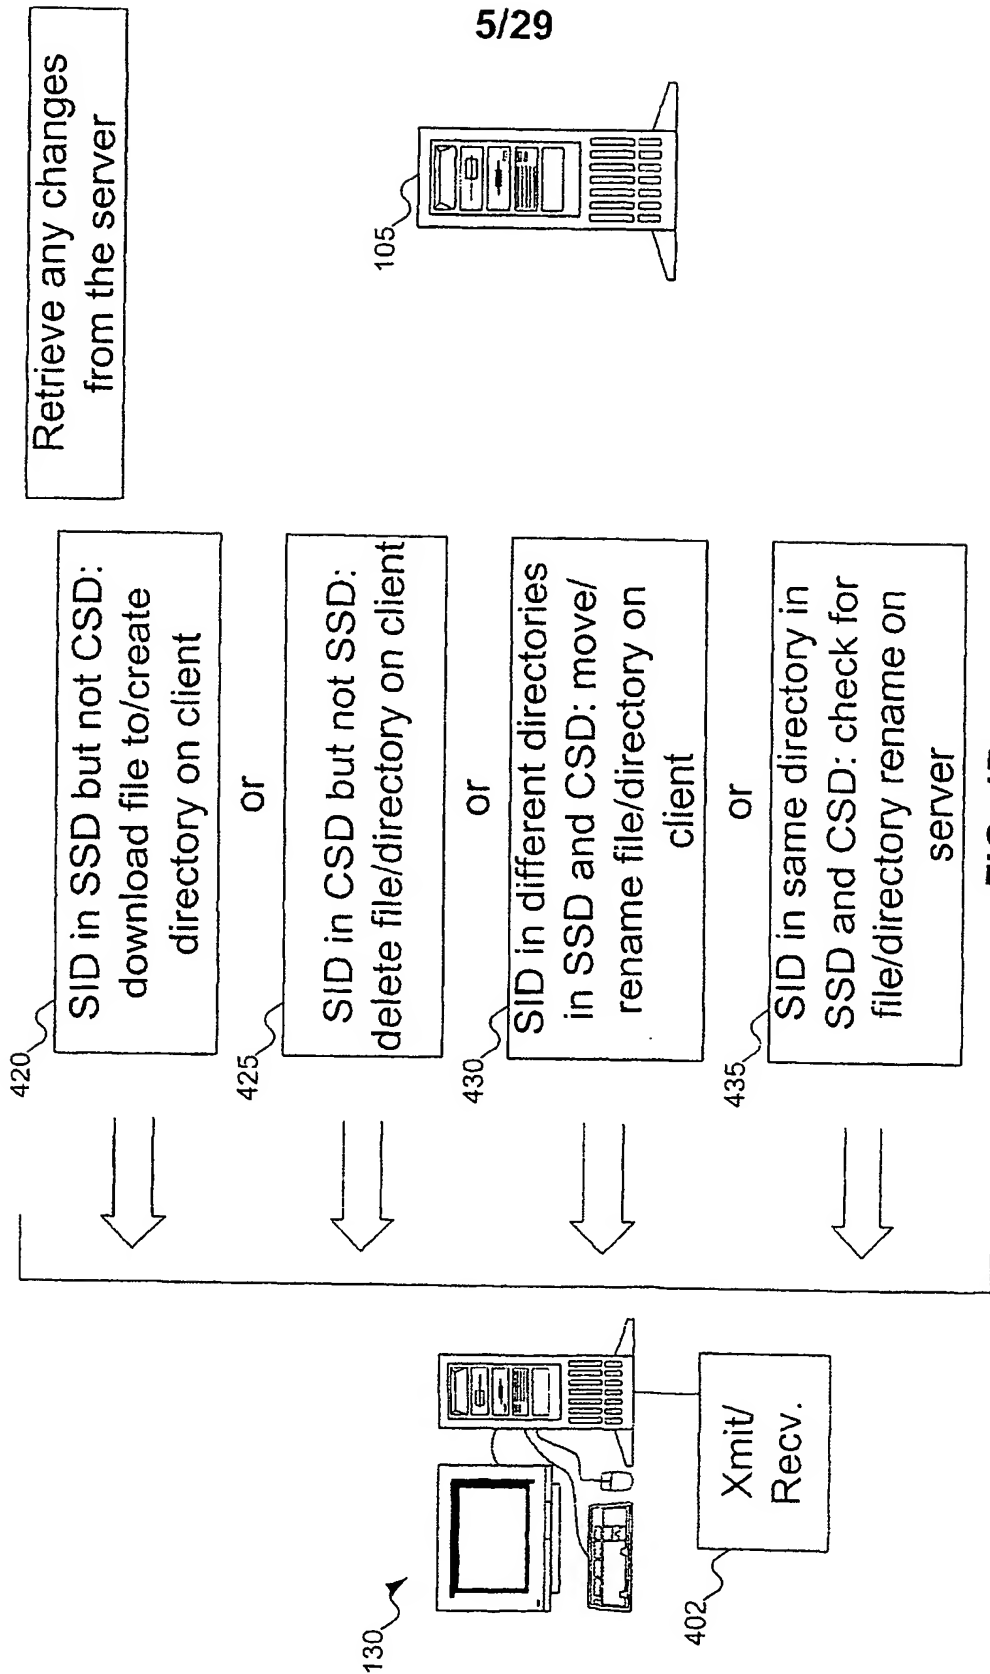 5/29
Retrieve any changes
from the server
105
420
SID in SSD but not CSD:
download file to/create
directory on client
or
425
SID in CSD but not SSD:
delete file/directory on client
or
430
SID in different directories
in SSD and CSD: move/
rename file/directory on
client
or
435
SID in same directory in
SSD and CSD: check for
file/directory rename on
server
130
Xmit/
Recv.
402